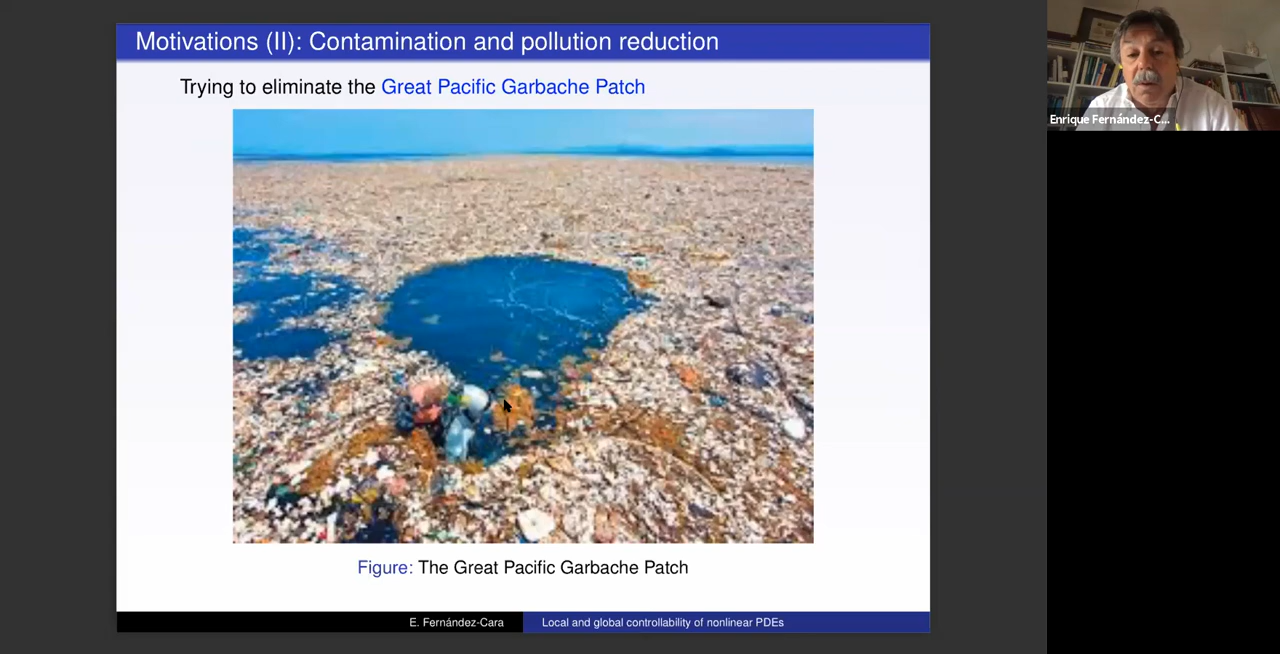 Motivations (II): Contamination and pollution reduction
Trying to eliminate the Great Pacific Garbache Patch
Figure: The Great Pacific Garbache Patch
E. Fernández-Cara
Local and global controllability of nonlinear PDEs
Enrique Fernández-C...